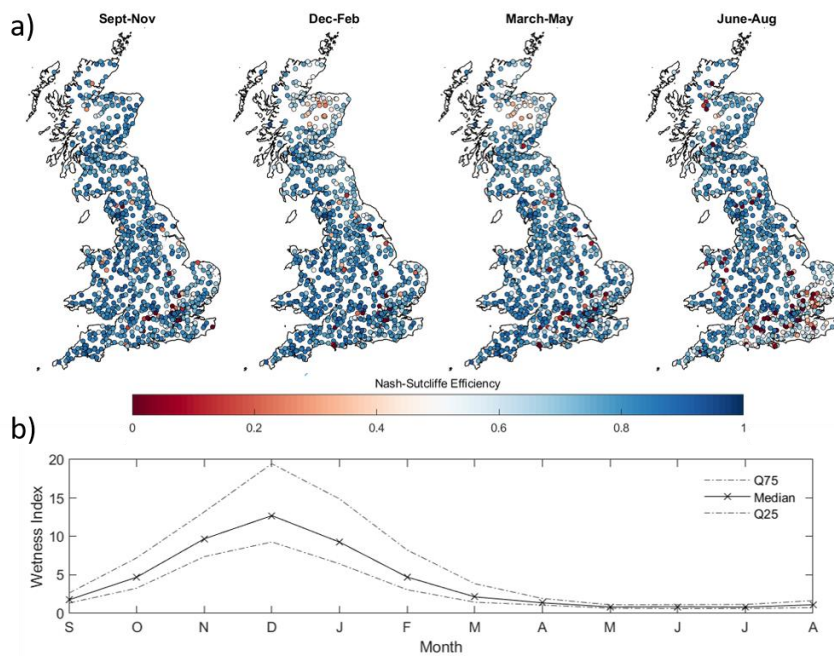 a)
Sept-Nov Dec-Feb March-May June-Aug
Nash-Sutcliffe Efficiency
0 0.2 0.4 0.6 0.8 1
b)
20
15
10
5
0
Wetness Index
Q75
Median
Q25
S O N D J F M A M J J A
Month